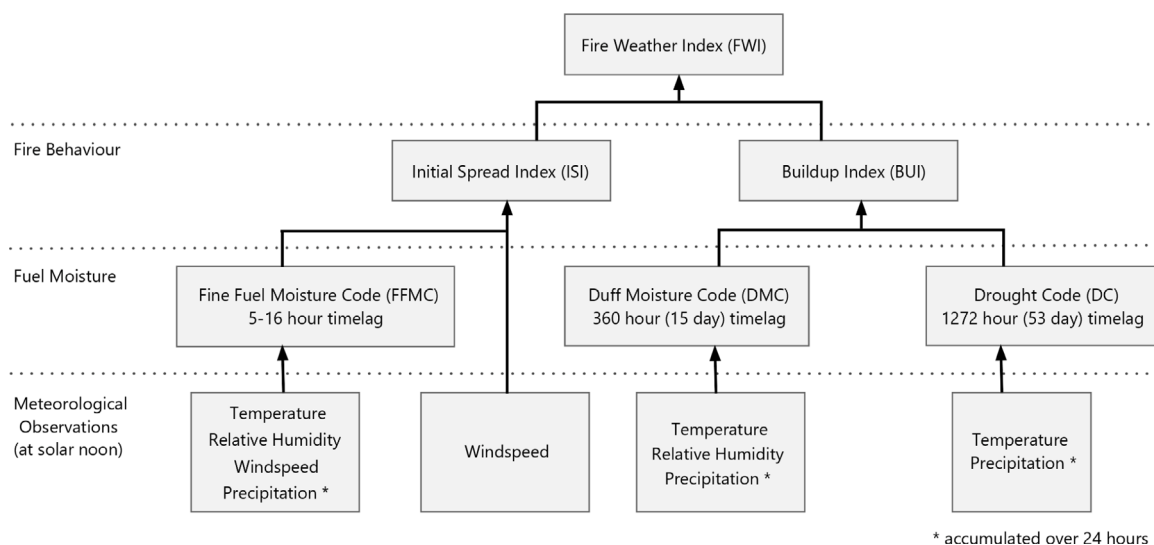 Fire Weather Index (FWI)
Fire Behaviour
Initial Spread Index (ISI)
Buildup Index (BUI)
Fuel Moisture
Fine Fuel Moisture Code (FFMC)
5-16 hour timelag
Duff Moisture Code (DMC)
360 hour (15 day) timelag
Drought Code (DC)
1272 hour (53 day) timelag
Meteorological
Observations
(at solar noon)
Temperature
Relative Humidity
Windspeed
Precipitation *
Windspeed
Temperature
Relative Humidity
Precipitation *
Temperature
Precipitation *
* accumulated over 24 hours